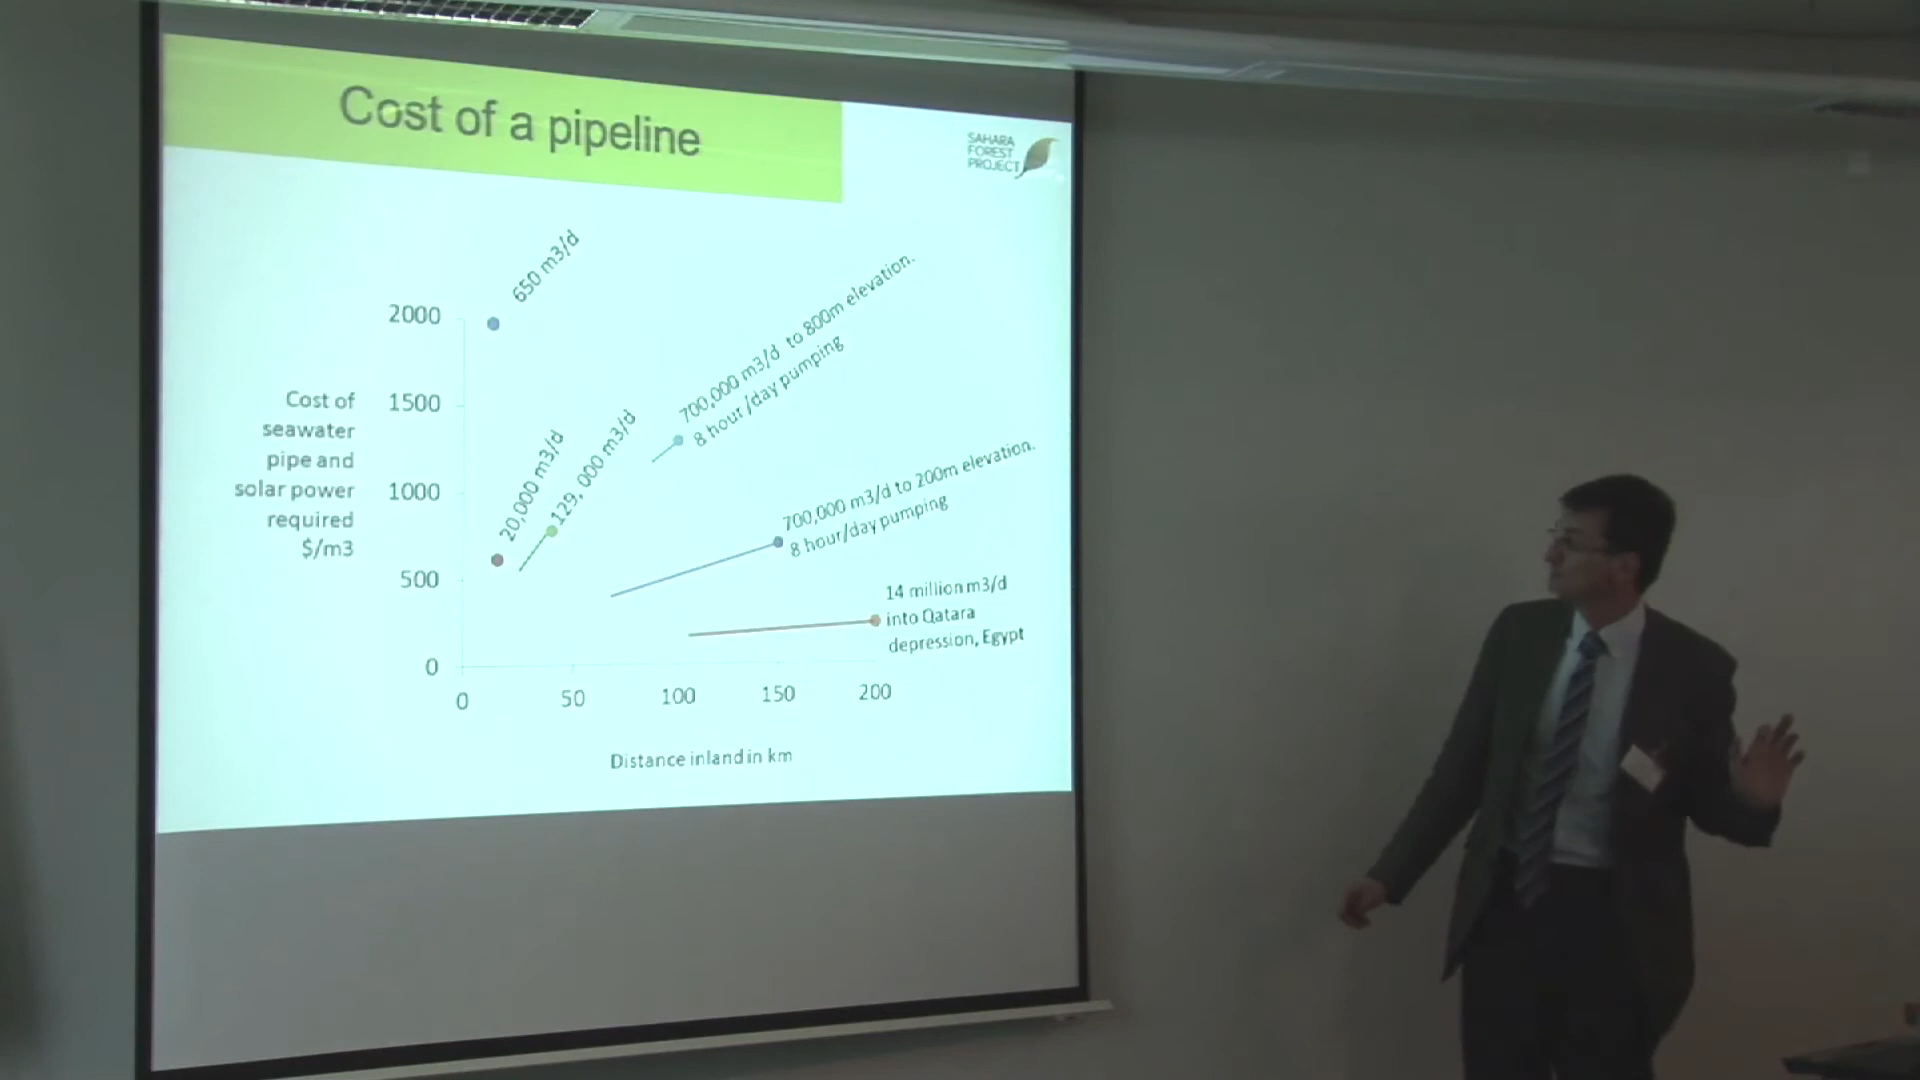 Cost of a pipeline
SAHARA
FOREST
PROJECT
650 m3/d
2000
1500
1000
500
0
Cost of
seawater
pipe and
solar power
required
$/m3
20,000 m3/d
129, 000 m3/d
700,000 m3/d to 800m elevation.
8 hour/day pumping
700,000 m3/d to 200m elevation.
8 hour/day pumping
14 million m3/d
into Qatara
depression, Egypt
0 50 100 150 200
Distance inland in km